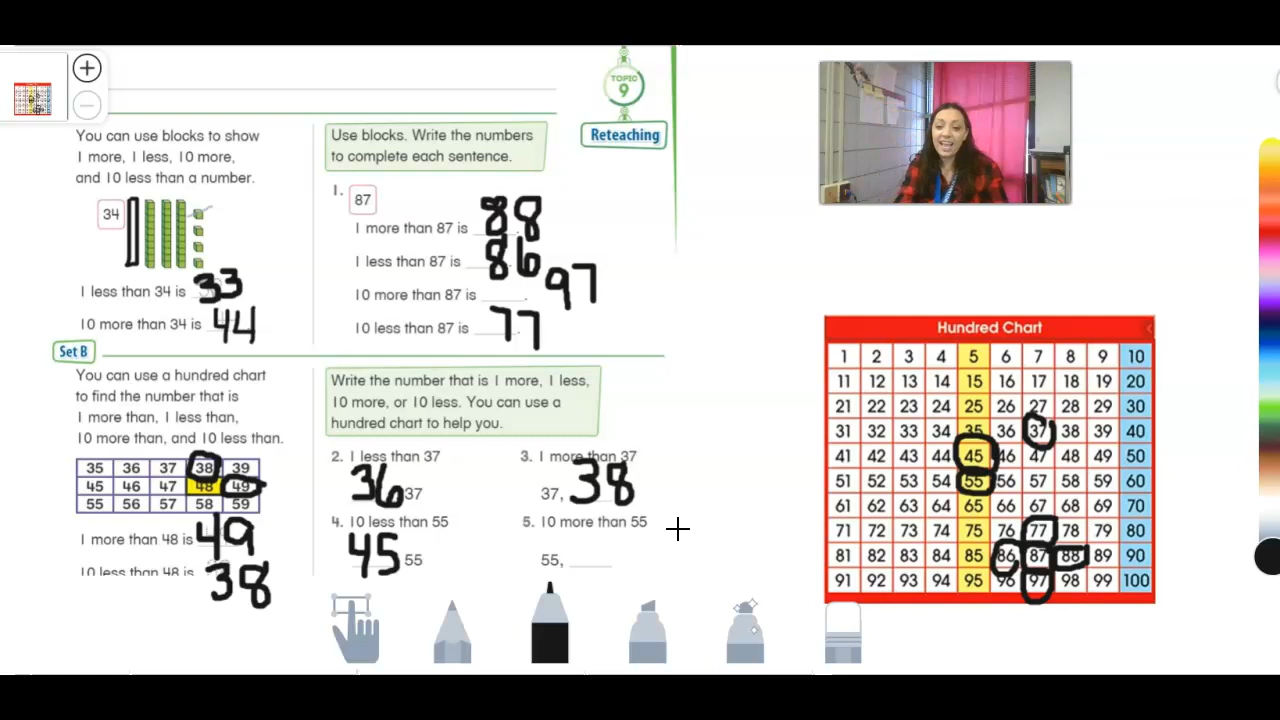 TOPIC
9
Reteaching
You can use blocks to show
1 more, 1 less, 10 more,
and 10 less than a number.
34
1 less than 34 is 33
10 more than 34 is 44
Use blocks. Write the numbers
to complete each sentence.
1. 87
1 more than 87 is 88.
1 less than 87 is 86.
10 more than 87 is ____. 97
10 less than 87 is 77.
Set B
You can use a hundred chart
to find the number that is
1 more than, 1 less than,
10 more than, and 10 less than.
35 36 37 38 39
45 46 47 48 49
55 56 57 58 59
1 more than 48 is 49
10 less than 48 is 38
Write the number that is 1 more, 1 less,
10 more, or 10 less. You can use a
hundred chart to help you.
2. 1 less than 37
36 37
3. 1 more than 37
37, 38
4. 10 less than 55
45 55
5. 10 more than 55
55, ____
Hundred Chart
1 2 3 4 5 6 7 8 9 10
11 12 13 14 15 16 17 18 19 20
21 22 23 24 25 26 27 28 29 30
31 32 33 34 35 36 37 38 39 40
41 42 43 44 45 46 47 48 49 50
51 52 53 54 55 56 57 58 59 60
61 62 63 64 65 66 67 68 69 70
71 72 73 74 75 76 77 78 79 80
81 82 83 84 85 86 87 88 89 90
91 92 93 94 95 96 97 98 99 100